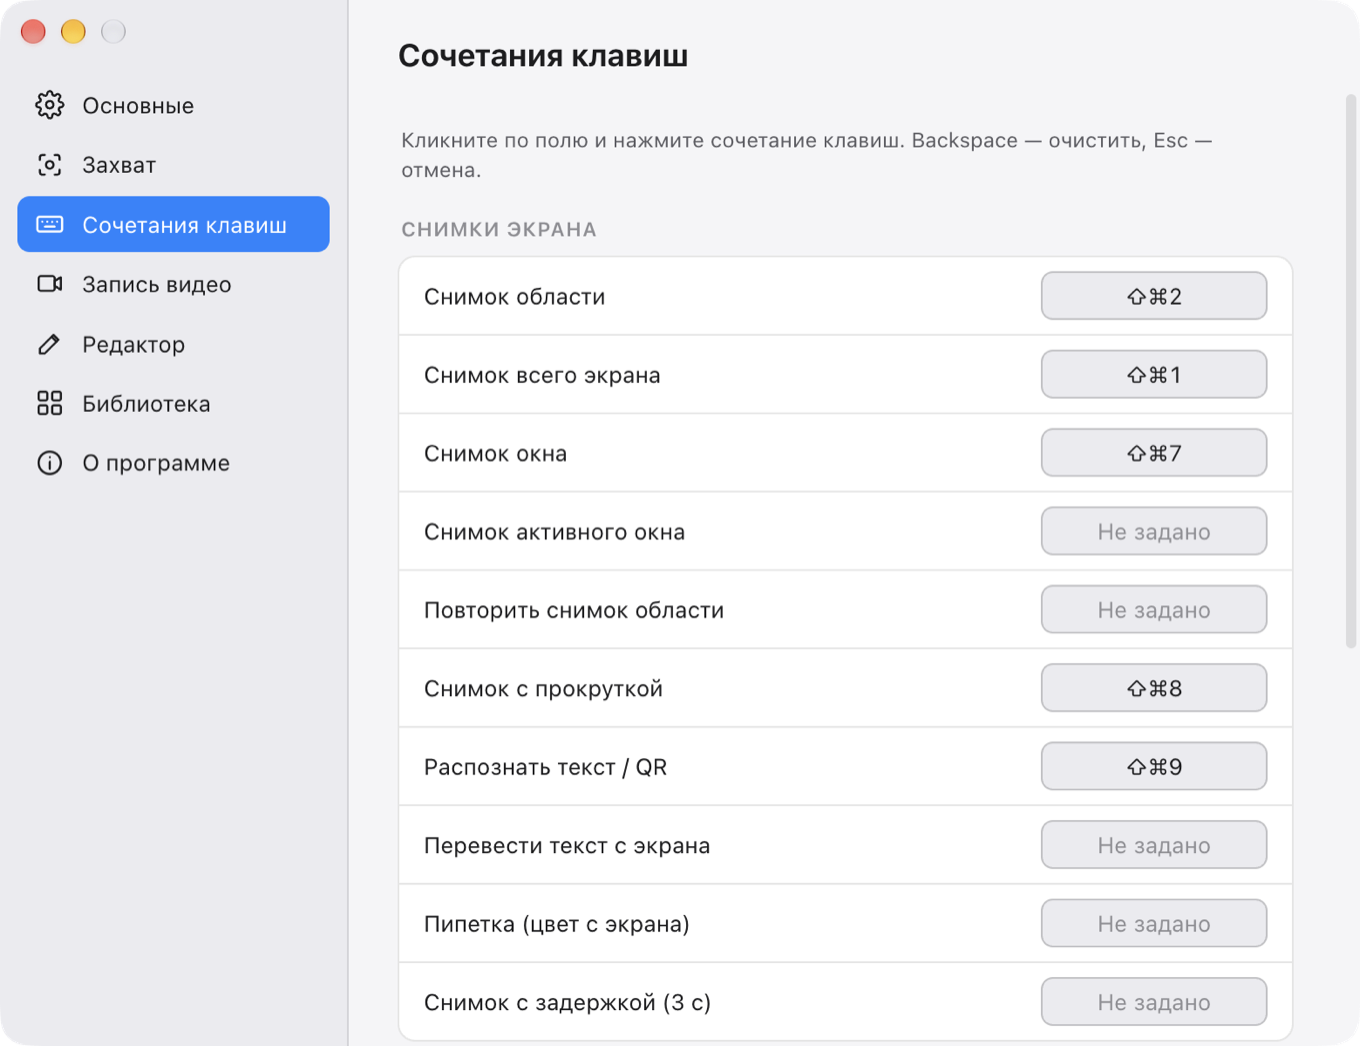 Основные
Захват
Сочетания клавиш
Запись видео
Редактор
Библиотека
О программе
Сочетания клавиш
Кликните по полю и нажмите сочетание клавиш. Backspace — очистить, Esc —
отмена.
СНИМКИ ЭКРАНА
Снимок области ⇧⌘2
Снимок всего экрана ⇧⌘1
Снимок окна ⇧⌘7
Снимок активного окна Не задано
Повторить снимок области Не задано
Снимок с прокруткой ⇧⌘8
Распознать текст / QR ⇧⌘9
Перевести текст с экрана Не задано
Пипетка (цвет с экрана) Не задано
Снимок с задержкой (3 с) Не задано